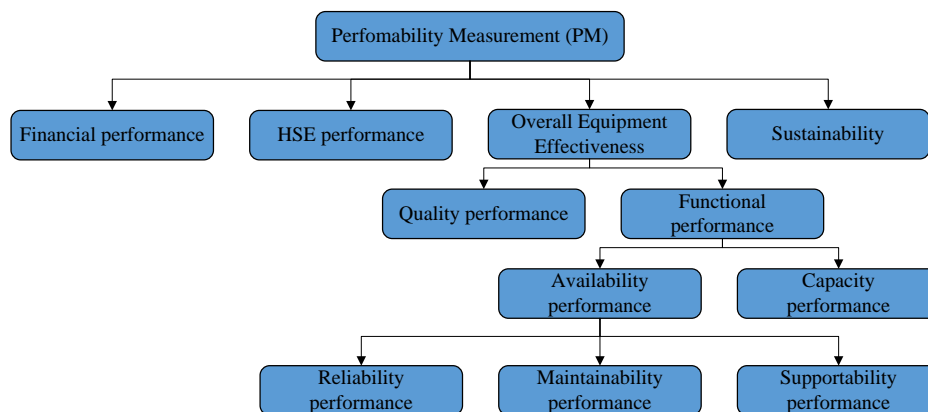 Perfomability Measurement (PM)
Financial performance
HSE performance
Overall Equipment
Effectiveness
Sustainability
Quality performance
Functional
performance
Availability
performance
Capacity
performance
Reliability
performance
Maintainability
performance
Supportability
performance